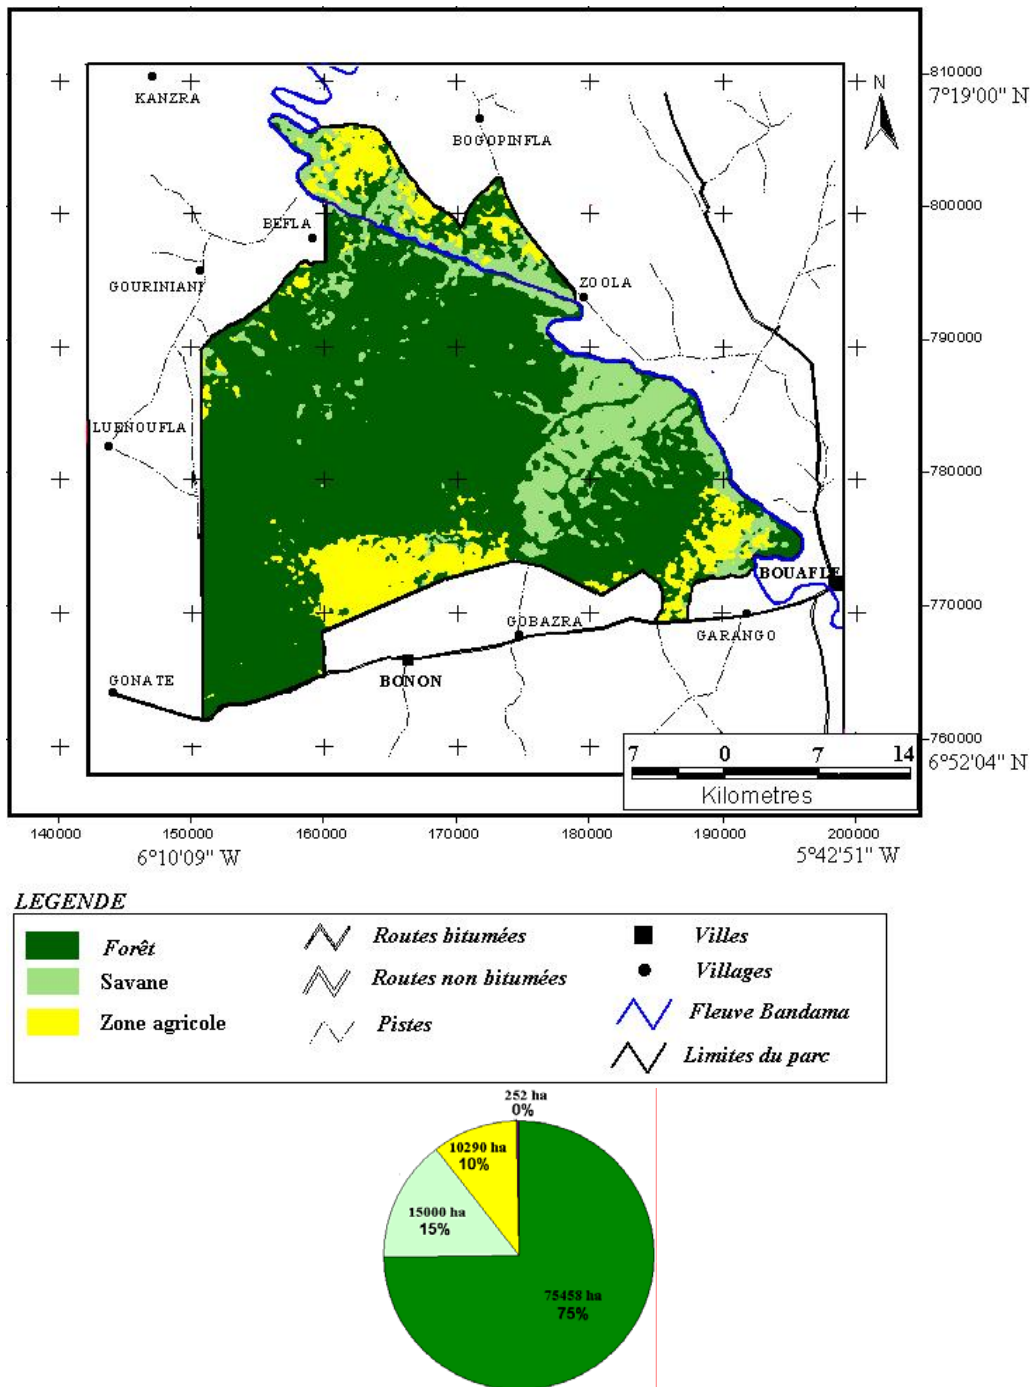 810000
7°19'00" N
N
KANZRA
BOGOPINFLA
800000
BEFLA
GOURINIANI
ZOOLA
790000
LUENOUFLA
780000
BOUAFLE
770000
GOBAZRA
GARANGO
GONATE
BONON
760000
6°52'04" N
7 0 7 14
Kilometres
140000 150000 160000 170000 180000 190000 200000
6°10'09" W 5°42'51" W
LEGENDE
Forêt
Savane
Zone agricole
Routes bitumées
Routes non bitumées
Pistes
Villes
Villages
Fleuve Bandama
Limites du parc
252 ha
0%
10290 ha
10%
15000 ha
15%
75458 ha
75%